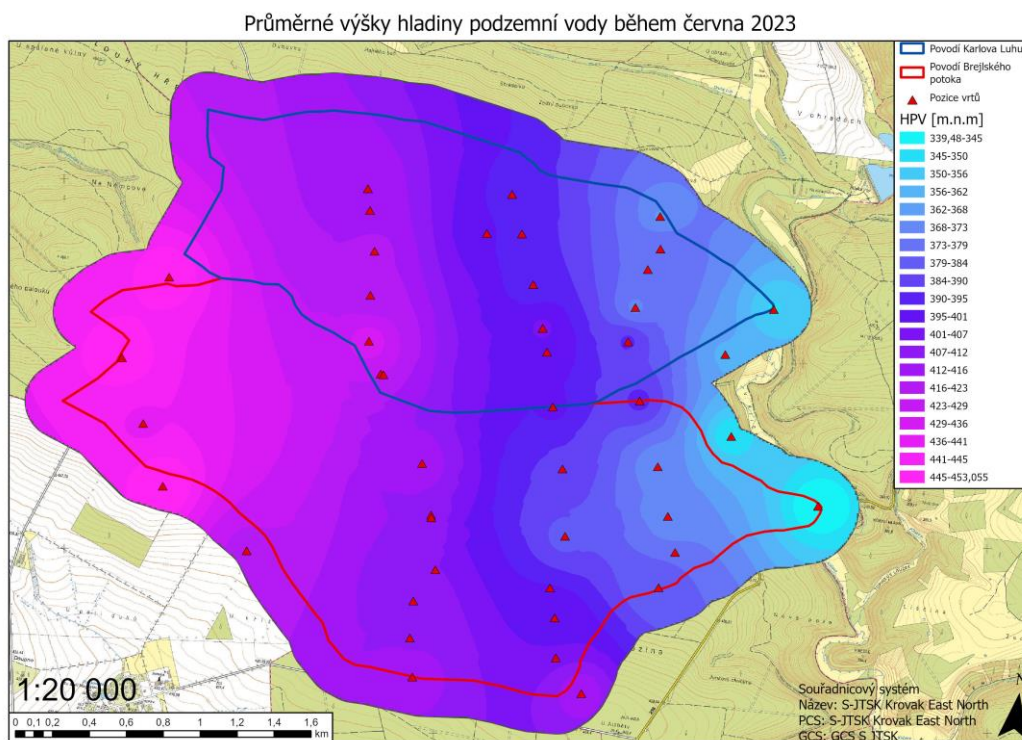 Průměrné výšky hladiny podzemní vody během června 2023
Povodí Karlova Luhu
Povodí Brejlského
potoka
Pozice vrtů
HPV [m.n.m]
339,48-345
345-350
350-356
356-362
362-368
368-373
373-379
379-384
384-390
390-395
395-401
401-407
407-412
412-416
416-423
423-429
429-436
436-441
441-445
445-453,055
1:20 000
0 0,1 0,2 0,4 0,6 0,8 1 1,2 1,4 1,6
km
Souřadnicový systém
Název: S-JTSK Krovak East North
PCS: S-JTSK Krovak East North
GCS: GCS S JTSK
N